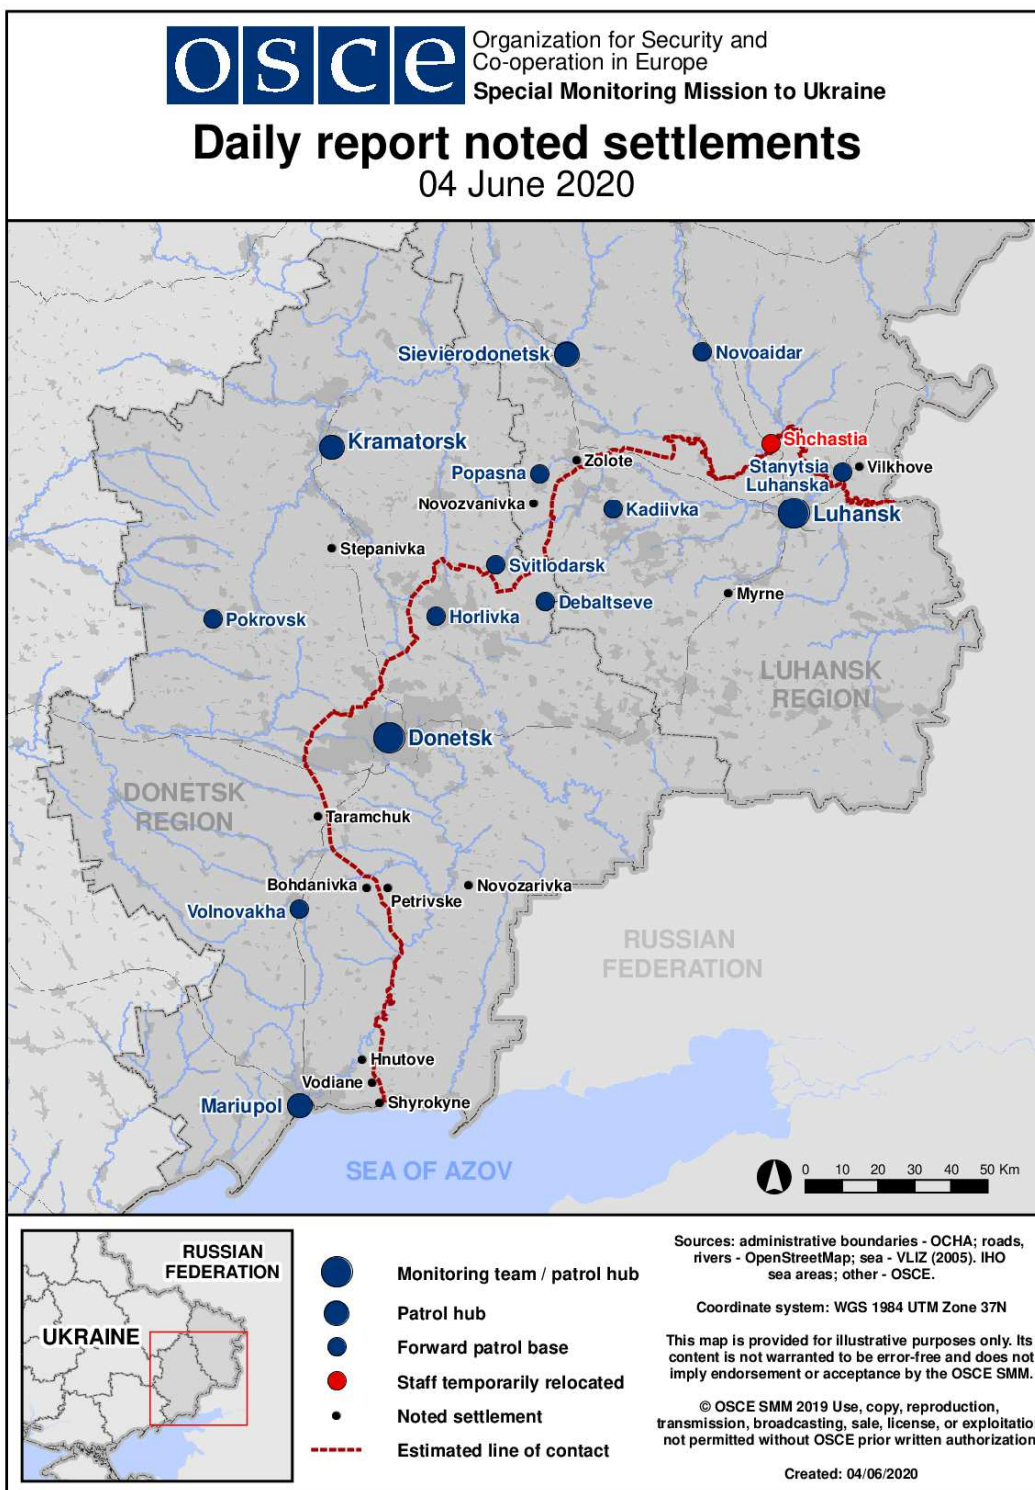 osce
Organization for Security and
Co-operation in Europe
Special Monitoring Mission to Ukraine
Daily report noted settlements
04 June 2020
Sievierodonetsk
Novoaidar
Kramatorsk
Shchastia
Zolote
Popasna
Stanytsia
Luhanska
Vilkhove
Novozvanivka
Kadiivka
Luhansk
Stepanivka
Svitlodarsk
Debaltseve
Myrne
Pokrovsk
Horlivka
LUHANSK
REGION
Donetsk
DONETSK
REGION
Taramchuk
Bohdanivka
Petrivske
Novozarivka
Volnovakha
RUSSIAN
FEDERATION
Hnutove
Vodiane
Mariupol
Shyrokyne
SEA OF AZOV
0 10 20 30 40 50 Km
RUSSIAN
FEDERATION
UKRAINE
Monitoring team / patrol hub
Patrol hub
Forward patrol base
Staff temporarily relocated
Noted settlement
Estimated line of contact
Sources: administrative boundaries - OCHA; roads,
rivers - OpenStreetMap; sea - VLIZ (2005). IHO
sea areas; other - OSCE.
Coordinate system: WGS 1984 UTM Zone 37N
This map is provided for illustrative purposes only. Its
content is not warranted to be error-free and does not
imply endorsement or acceptance by the OSCE SMM.
© OSCE SMM 2019 Use, copy, reproduction,
transmission, broadcasting, sale, license, or exploitatio
not permitted without OSCE prior written authorization
Created: 04/06/2020